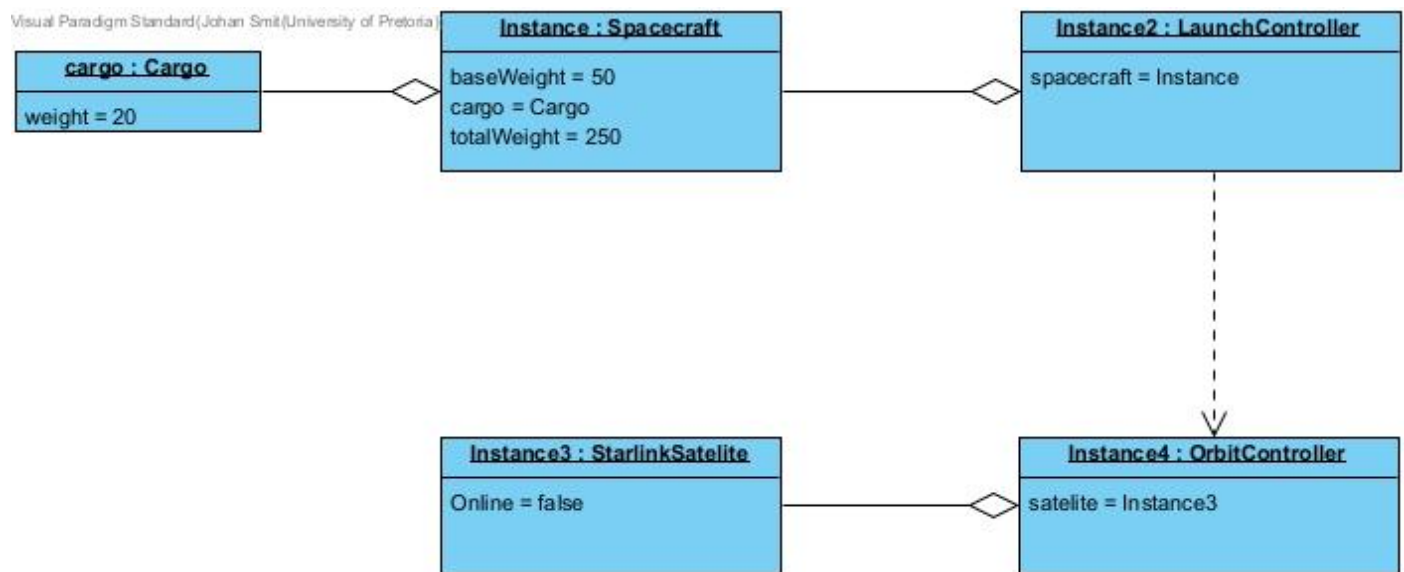 Visual Paradigm Standard(Johan Smit(University of Pretoria)
cargo : Cargo
weight = 20
Instance : Spacecraft
baseWeight = 50
cargo = Cargo
totalWeight = 250
Instance2 : LaunchController
spacecraft = Instance
Instance3 : StarlinkSatelite
Online = false
Instance4 : OrbitController
satelite = Instance3